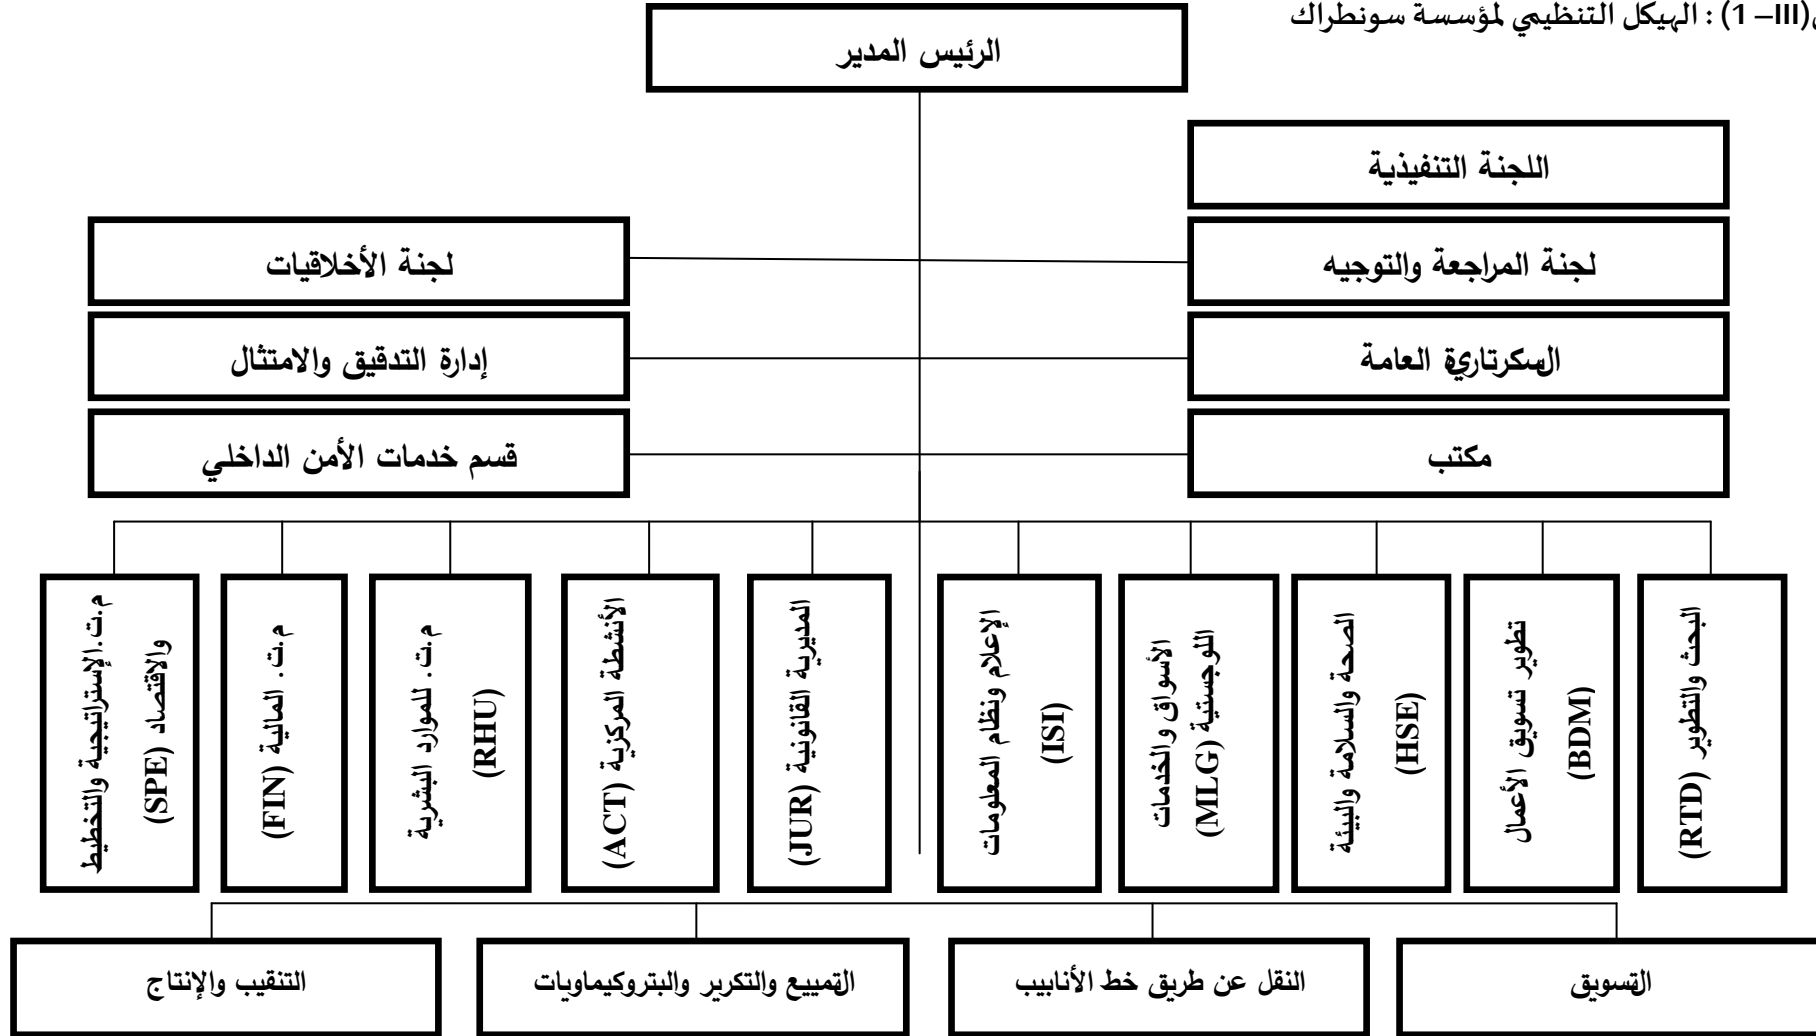 (1 –III) : الهيكل التنظيمي لمؤسسة سونطراك
الرئيس المدير
اللجنة التنفيذية
لجنة المراجعة والتوجيه
لجنة الأخلاقيات
السكرتارية العامة
إدارة التدقيق والامتثال
مكتب
قسم خدمات الأمن الداخلي
البحث والتطوير (RTD)
تطوير تسويق الأعمال
(BDM)
الصحة والسلامة والبيئة
(HSE)
الأسواق والخدمات
اللوجستية (MLG)
الإعلام ونظام المعلومات
(ISI)
المديرية القانونية (JUR)
الأنشطة المركزية (ACT)
م.ت. للموارد البشرية
(RHU)
م.ت. المالية (FIN)
م.ت.الإستراتيجية والتخطيط
والاقتصاد (SPE)
التسويق
النقل عن طريق خط الأنابيب
التمييع والتكرير والبتروكيماويات
التنقيب والإنتاج